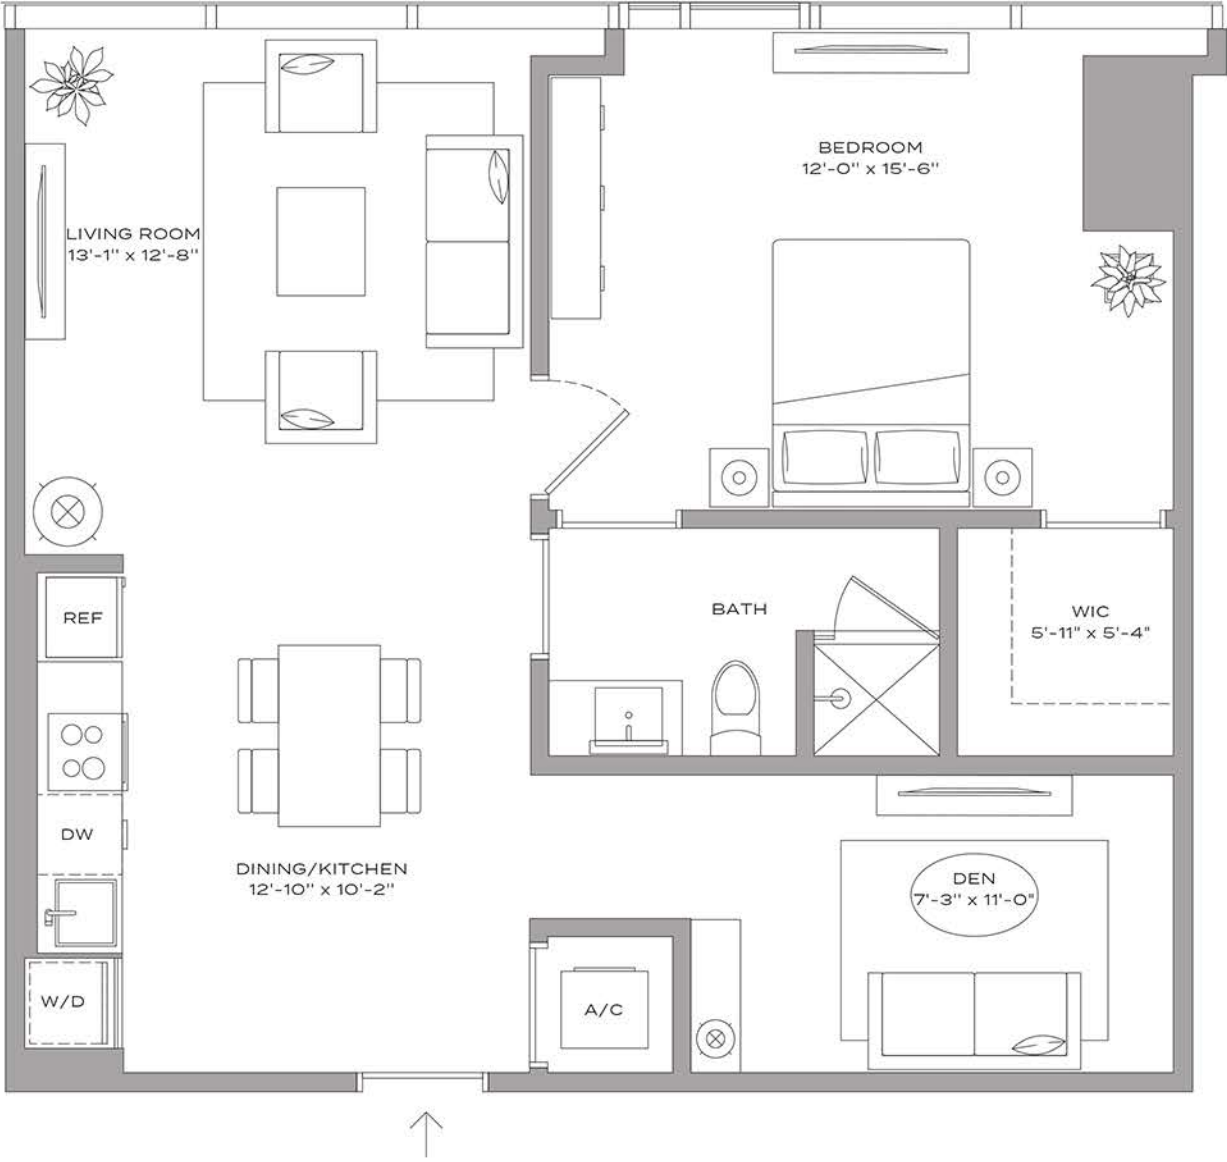 BEDROOM
12'-0" x 15'-6"
LIVING ROOM
13'-1" x 12'-8"
REF
BATH
WIC
5'-11" x 5'-4"
DW
DINING/KITCHEN
12'-10" x 10'-2"
DEN
7'-3" x 11'-0"
W/D
A/C